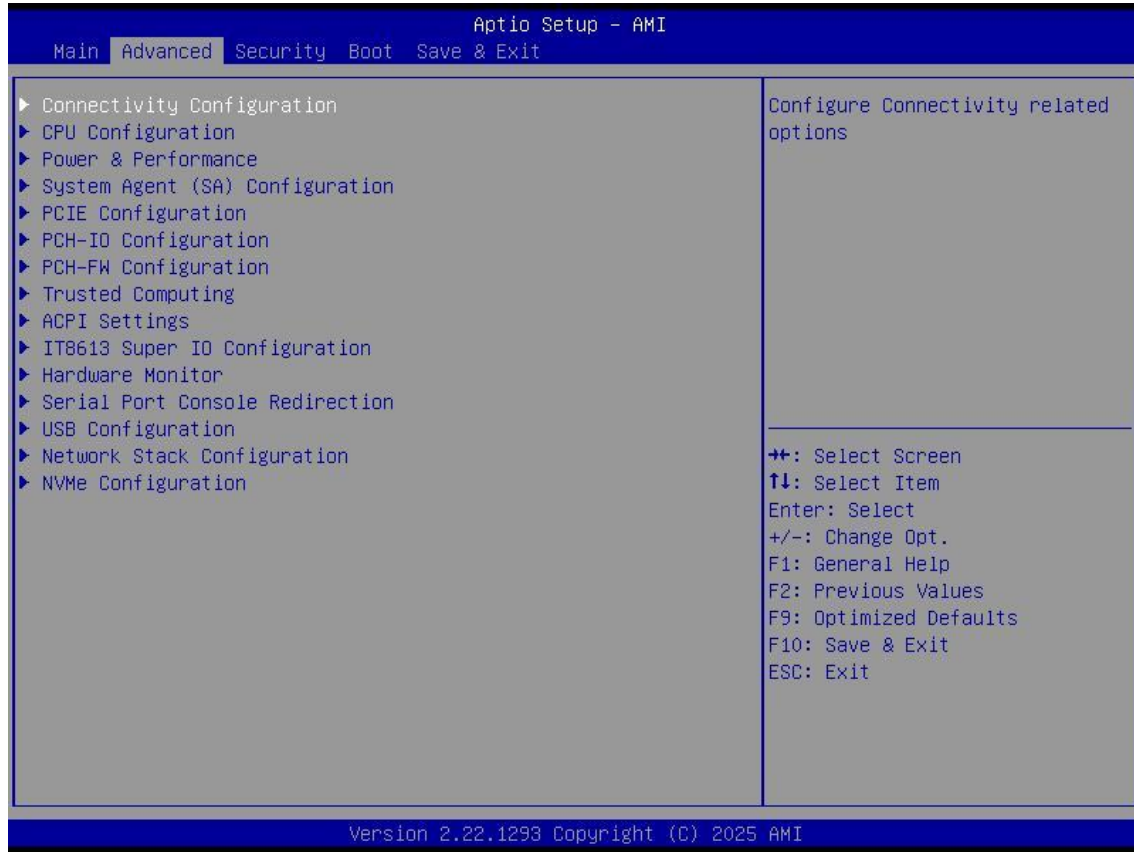 Aptio Setup - AMI
Main Advanced Security Boot Save & Exit
▶ Connectivity Configuration
▶ CPU Configuration
▶ Power & Performance
▶ System Agent (SA) Configuration
▶ PCIE Configuration
▶ PCH-IO Configuration
▶ PCH-FW Configuration
▶ Trusted Computing
▶ ACPI Settings
▶ IT8613 Super IO Configuration
▶ Hardware Monitor
▶ Serial Port Console Redirection
▶ USB Configuration
▶ Network Stack Configuration
▶ NVMe Configuration
Configure Connectivity related
options
→←: Select Screen
↑↓: Select Item
Enter: Select
+/-: Change Opt.
F1: General Help
F2: Previous Values
F9: Optimized Defaults
F10: Save & Exit
ESC: Exit
Version 2.22.1293 Copyright (C) 2025 AMI